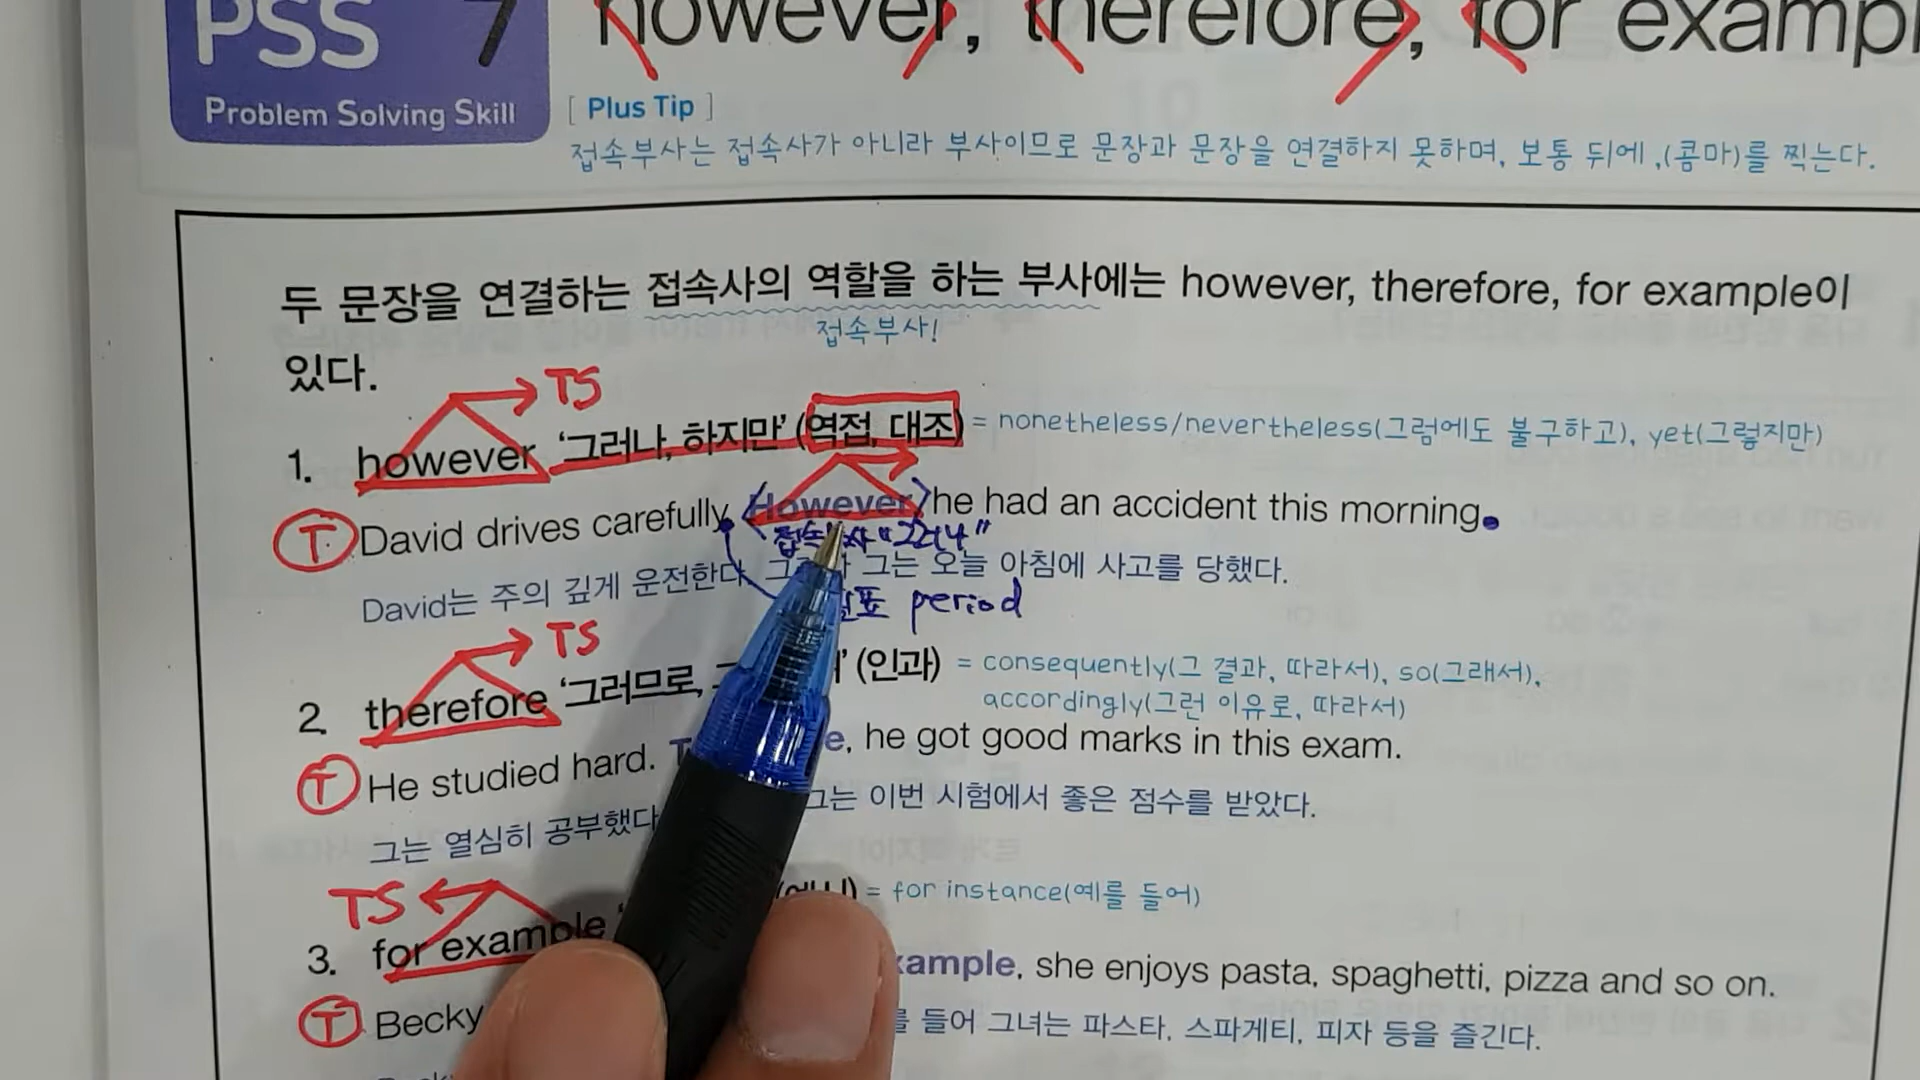 PSS 7 however, therefore, for exampl
Problem Solving Skill
[ Plus Tip ]
접속부사는 접속사가 아니라 부사이므로 문장과 문장을 연결하지 못하며, 보통 뒤에 ,(콤마)를 찍는다.
두 문장을 연결하는 접속사의 역할을 하는 부사에는 however, therefore, for example이
접속부사!
있다.
TS
1. however '그러나, 하지만' (역접, 대조) = nonetheless/nevertheless(그럼에도 불구하고), yet(그렇지만)
T David drives carefully. However, he had an accident this morning.
"그러나"
David는 주의 깊게 운전한다. 그는 오늘 아침에 사고를 당했다.
period
TS
2. therefore '그러므로, (인과) = consequently(그 결과, 따라서), so(그래서),
accordingly(그런 이유로, 따라서)
T He studied hard. T e, he got good marks in this exam.
그는 열심히 공부했다 그는 이번 시험에서 좋은 점수를 받았다.
TS
3. for example ' = for instance(예를 들어)
T Becky xample, she enjoys pasta, spaghetti, pizza and so on.
를 들어 그녀는 파스타, 스파게티, 피자 등을 즐긴다.